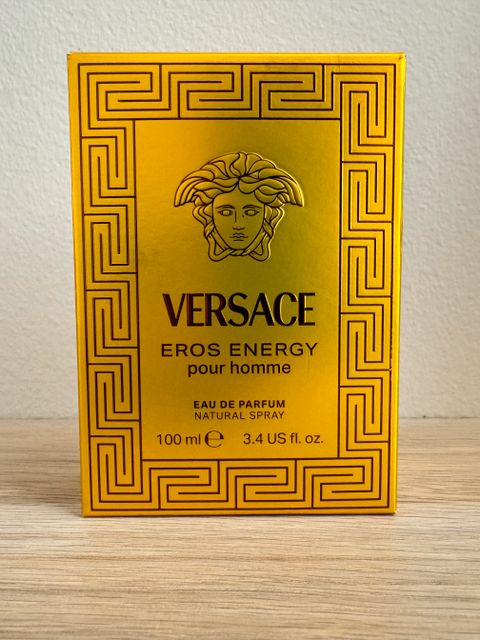 VERSACE
EROS ENERGY
pour homme
EAU DE PARFUM
NATURAL SPRAY
100 ml ℮ 3.4 US fl. oz.